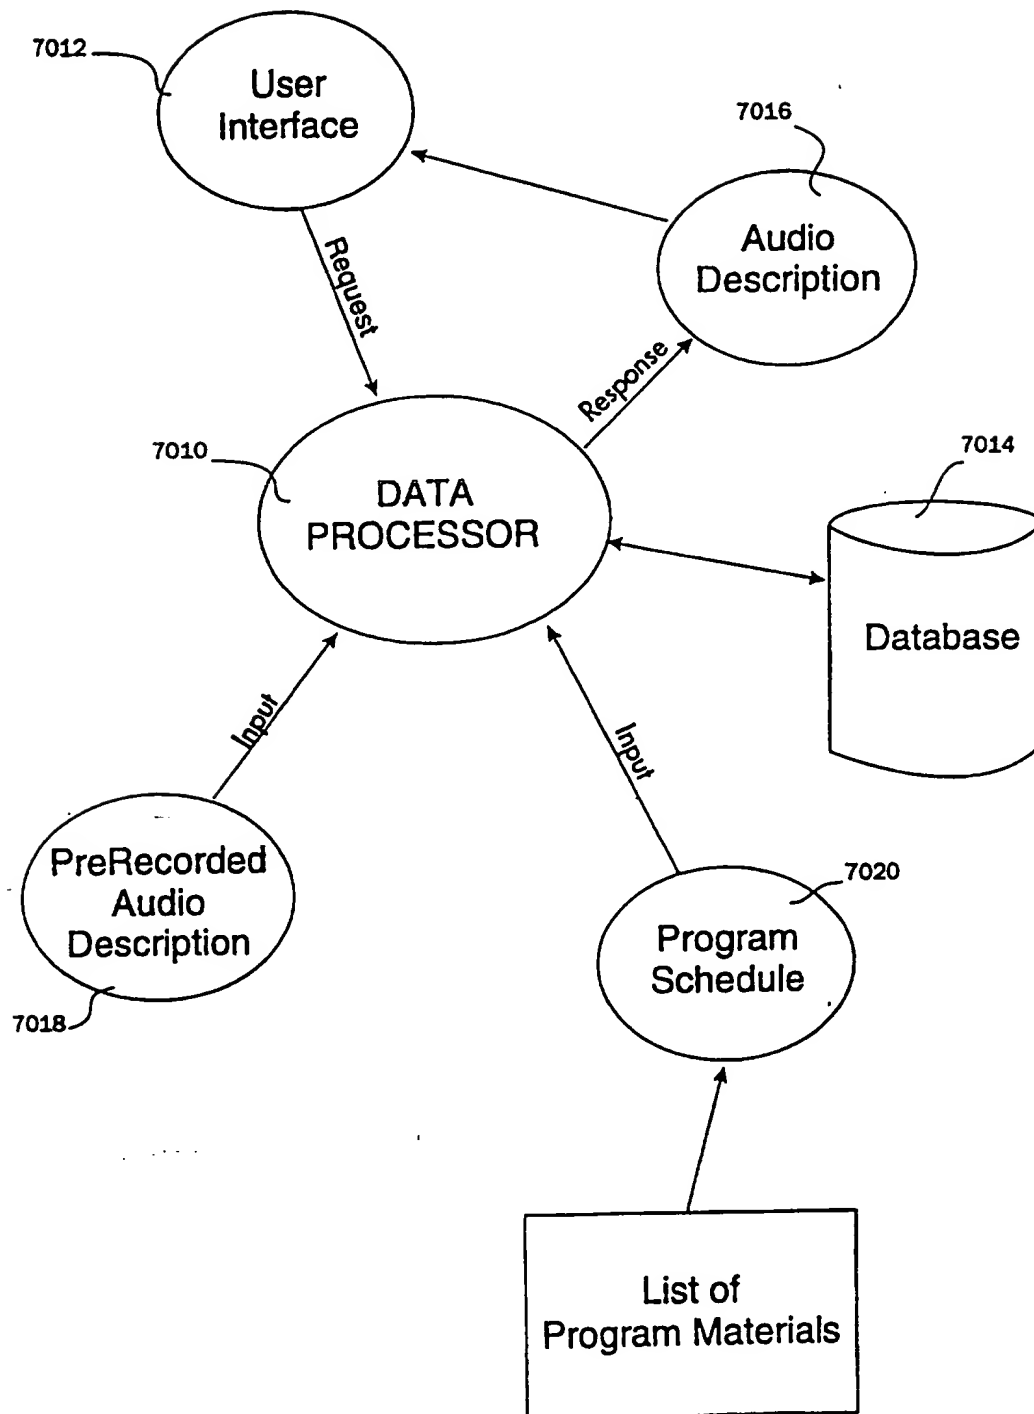 7012
User
Interface
7016
Audio
Description
Request
Response
7010
DATA
PROCESSOR
7014
Database
Input
Input
PreRecorded
Audio
Description
7018
7020
Program
Schedule
List of
Program Materials